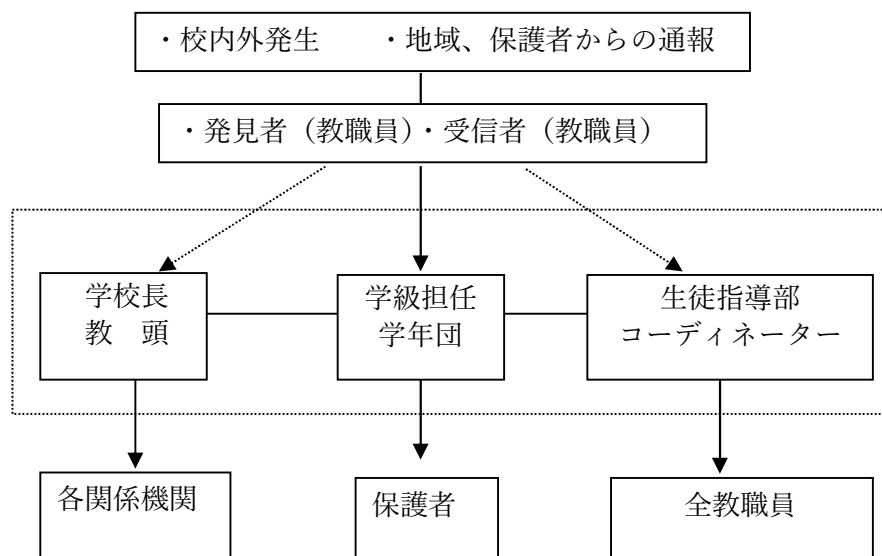 ・校内外発生　　・地域、保護者からの通報
・発見者（教職員）・受信者（教職員）
学校長
教　頭
学級担任
学年団
生徒指導部
コーディネーター
各関係機関
保護者
全教職員